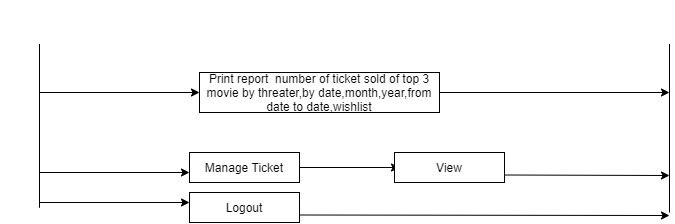 Print report  number of ticket sold of top 3
movie by threater,by date,month,year,from
date to date,wishlist
Manage Ticket
View
Logout